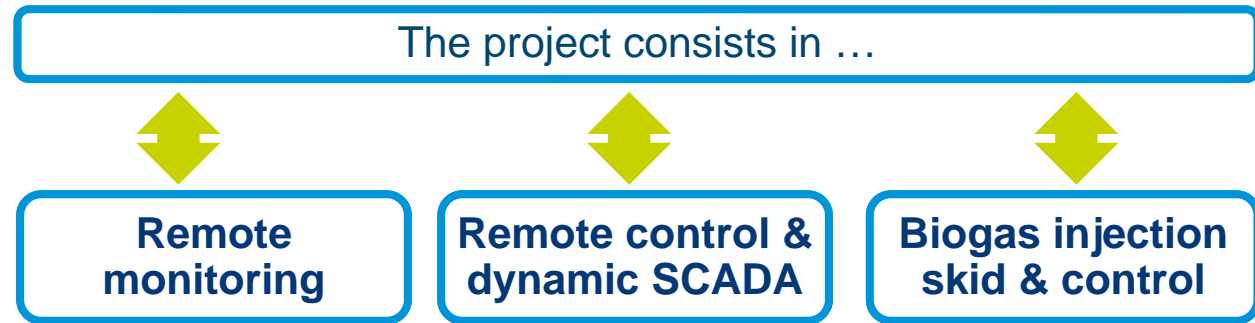 The project consists in …
Remote
monitoring
Remote control &
dynamic SCADA
Biogas injection
skid & control